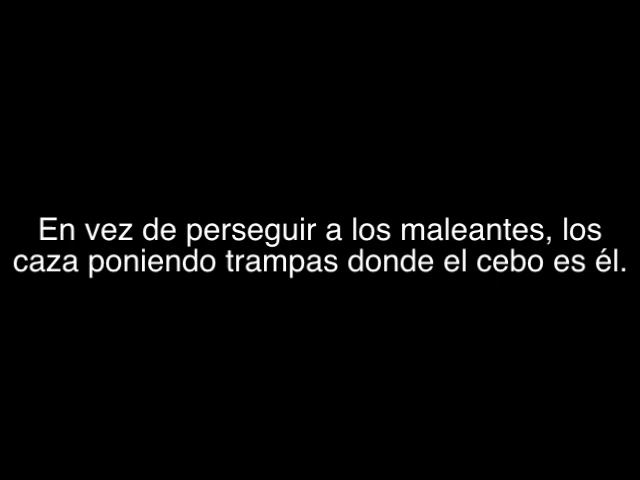 En vez de perseguir a los maleantes, los
caza poniendo trampas donde el cebo es él.